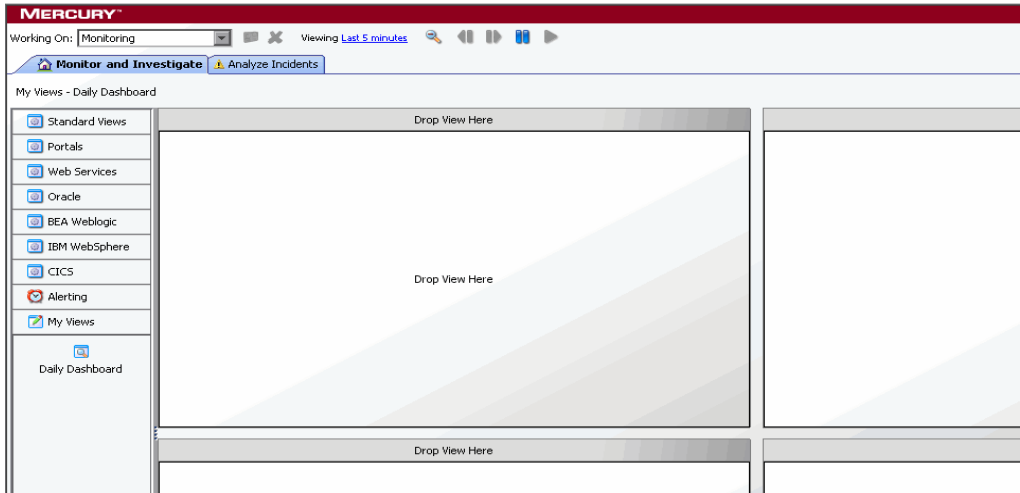 MERCURY™
Working On: Monitoring Viewing Last 5 minutes
Monitor and Investigate Analyze Incidents
My Views - Daily Dashboard
Standard Views
Portals
Web Services
Oracle
BEA Weblogic
IBM WebSphere
CICS
Alerting
My Views
Daily Dashboard
Drop View Here
Drop View Here
Drop View Here